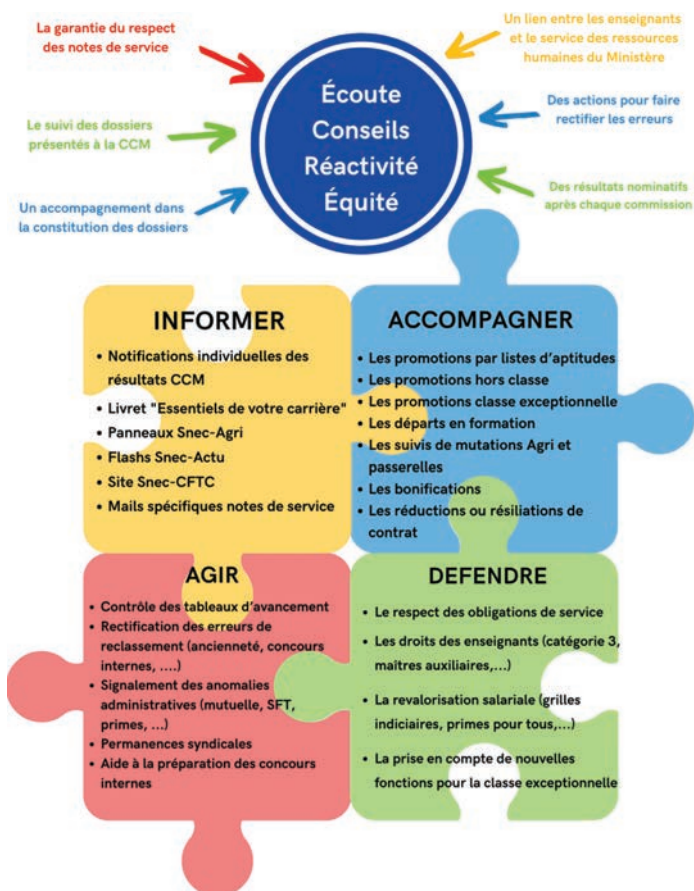 La garantie du respect
des notes de service
Un lien entre les enseignants
et le service des ressources
humaines du Ministère
Le suivi des dossiers
présentés à la CCM
Écoute
Conseils
Réactivité
Équité
Des actions pour faire
rectifier les erreurs
Un accompagnement dans
la constitution des dossiers
Des résultats nominatifs
après chaque commission
INFORMER
• Notifications individuelles des
résultats CCM
• Livret "Essentiels de votre carrière"
• Panneaux Snec-Agri
• Flashs Snec-Actu
• Site Snec-CFTC
• Mails spécifiques notes de service
ACCOMPAGNER
• Les promotions par listes d'aptitudes
• Les promotions hors classe
• Les promotions classe exceptionnelle
• Les départs en formation
• Les suivis de mutations Agri et
passerelles
• Les bonifications
• Les réductions ou résiliations de
contrat
AGIR
• Contrôle des tableaux d'avancement
• Rectification des erreurs de
reclassement (ancienneté, concours
internes, ....)
• Signalement des anomalies
administratives (mutuelle, SFT,
primes, ...)
• Permanences syndicales
• Aide à la préparation des concours
internes
DEFENDRE
• Le respect des obligations de service
• Les droits des enseignants (catégorie 3,
maîtres auxiliaires,...)
• La revalorisation salariale (grilles
indiciaires, primes pour tous,...)
• La prise en compte de nouvelles
fonctions pour la classe exceptionnelle